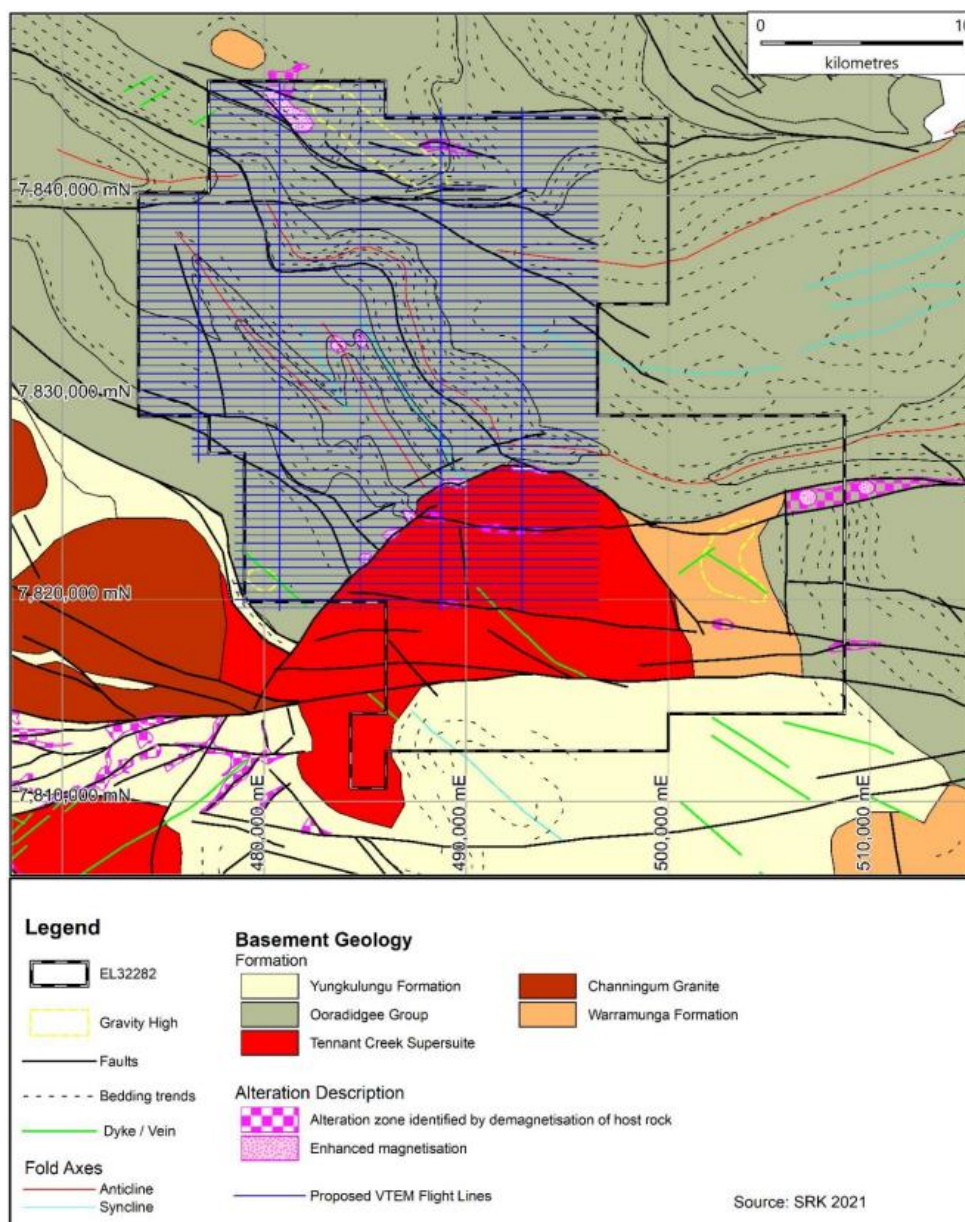 0 10
kilometres
7,840,000 mN
7,830,000 mN
7,820,000 mN
7,810,000 mN
480,000 mE
490,000 mE
500,000 mE
510,000 mE
Legend
EL32282
Gravity High
Faults
Bedding trends
Dyke / Vein
Fold Axes
Anticline
Syncline
Basement Geology
Formation
Yungkulungu Formation
Ooradidgee Group
Tennant Creek Supersuite
Channingum Granite
Warramunga Formation
Alteration Description
Alteration zone identified by demagnetisation of host rock
Enhanced magnetisation
Proposed VTEM Flight Lines
Source: SRK 2021